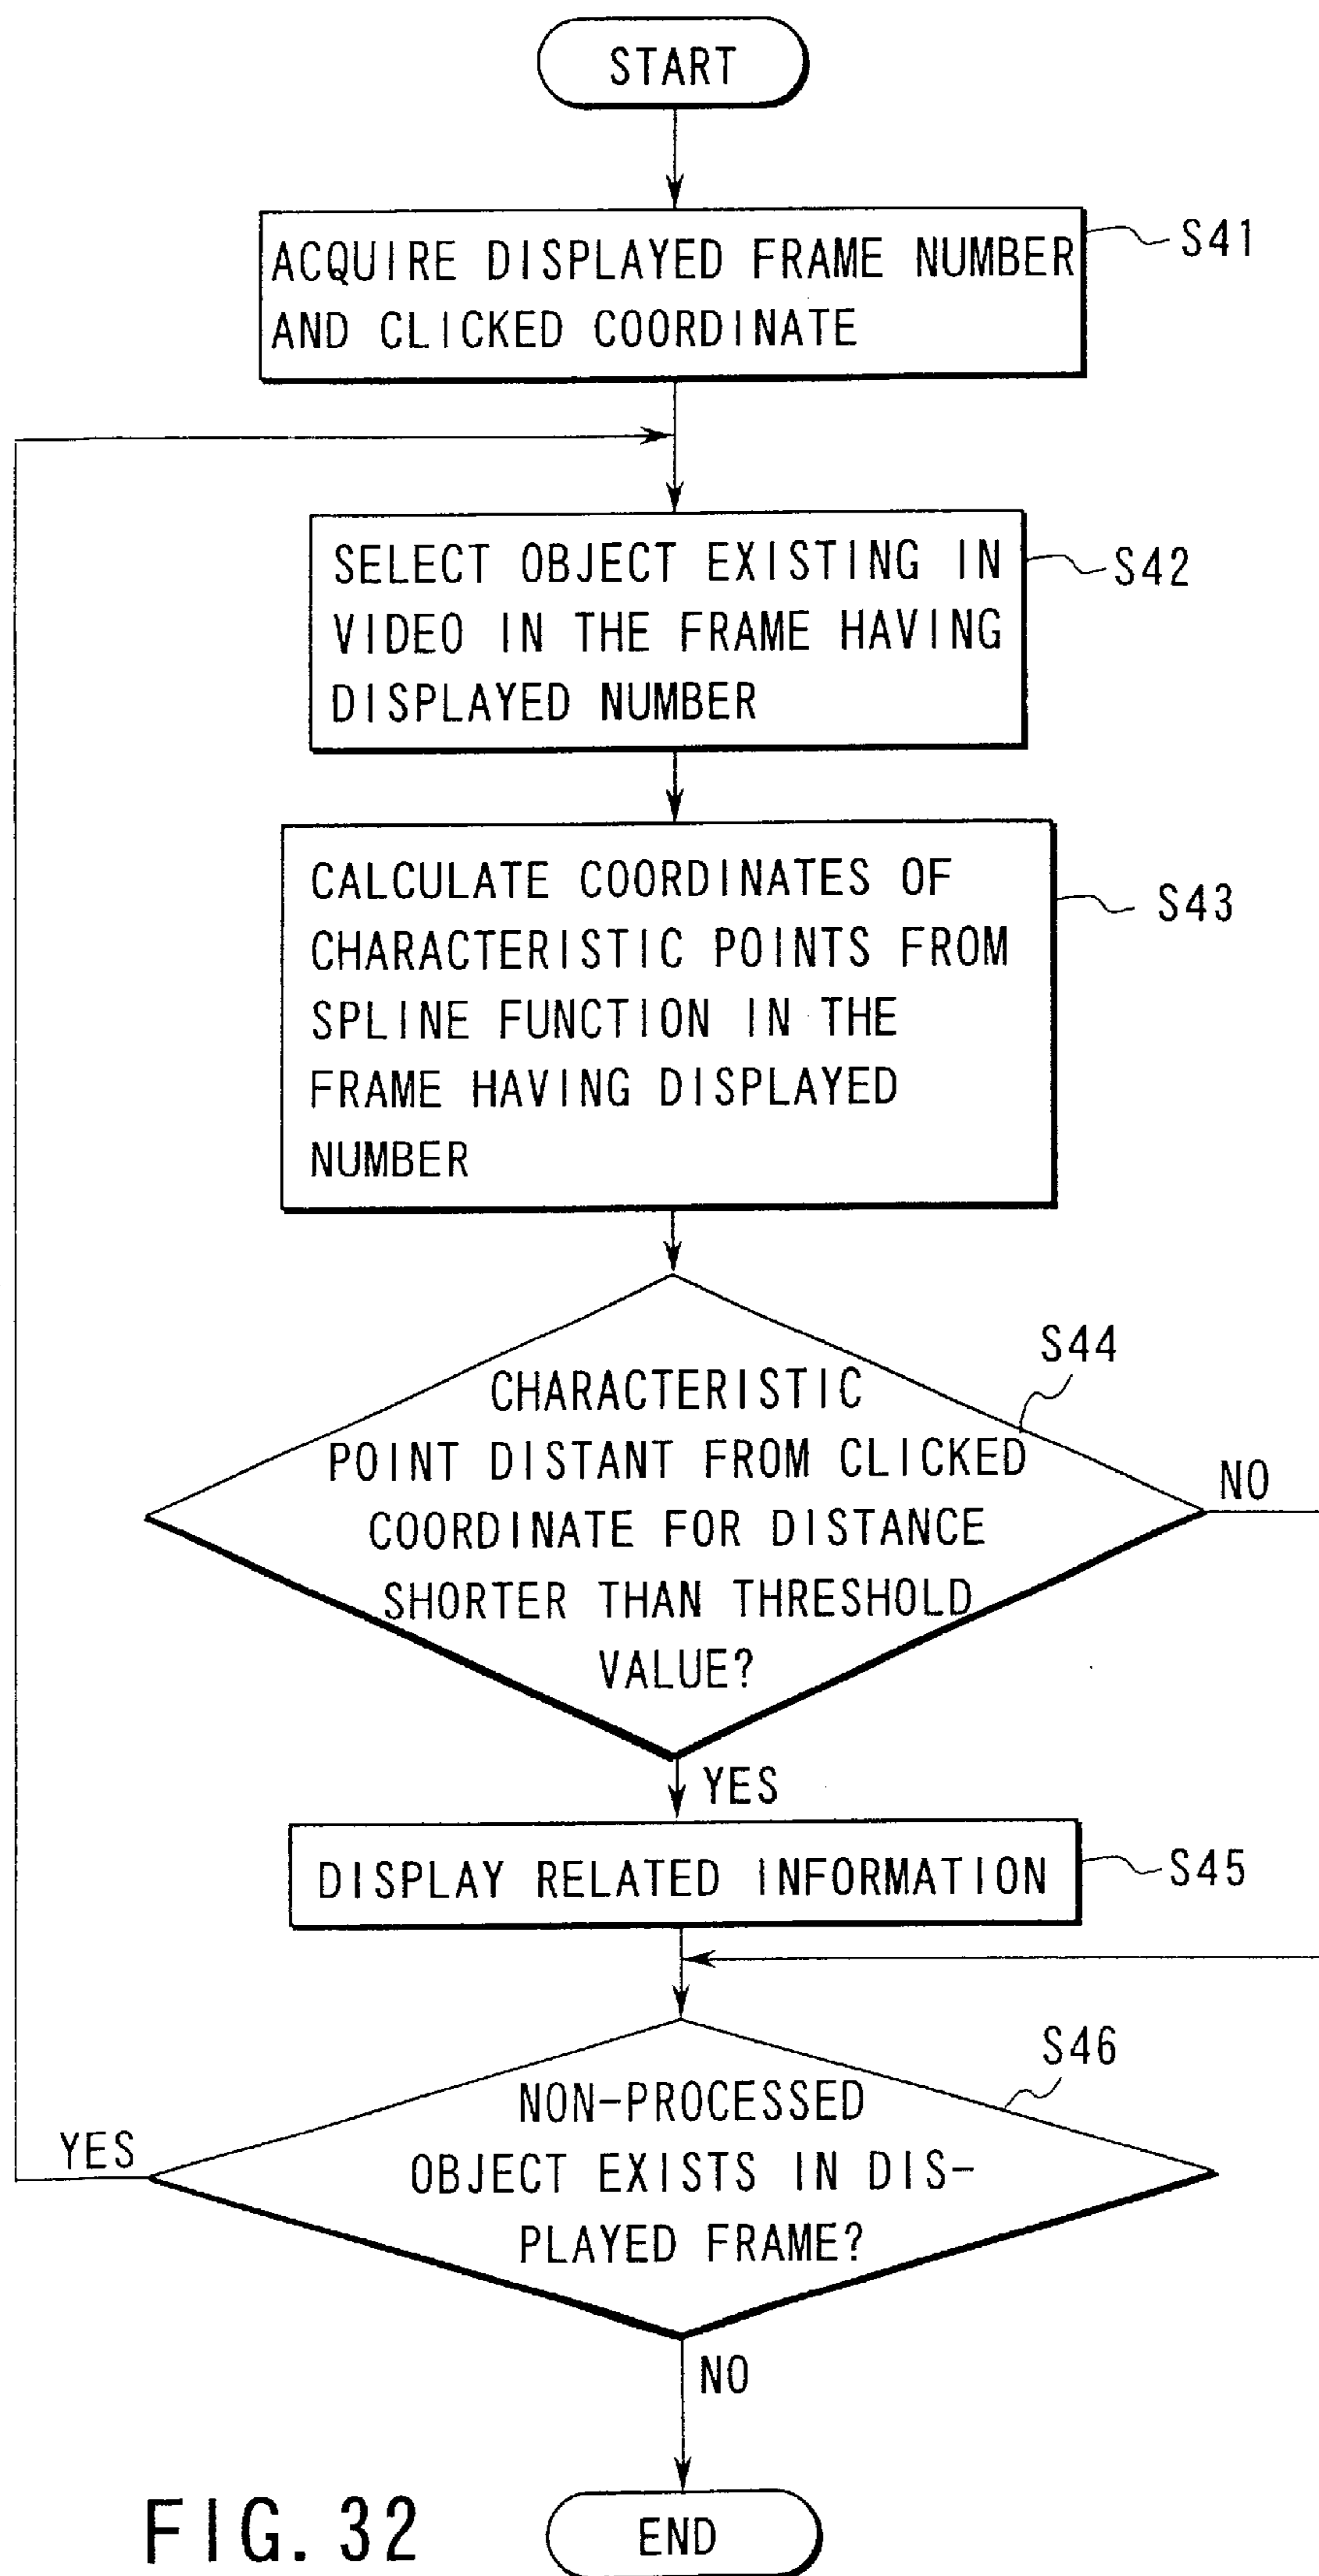 START
ACQUIRE DISPLAYED FRAME NUMBER
AND CLICKED COORDINATE
S41
SELECT OBJECT EXISTING IN
VIDEO IN THE FRAME HAVING
DISPLAYED NUMBER
S42
CALCULATE COORDINATES OF
CHARACTERISTIC POINTS FROM
SPLINE FUNCTION IN THE
FRAME HAVING DISPLAYED
NUMBER
S43
S44
CHARACTERISTIC
POINT DISTANT FROM CLICKED
COORDINATE FOR DISTANCE
SHORTER THAN THRESHOLD
VALUE?
NO
YES
DISPLAY RELATED INFORMATION
S45
S46
NON-PROCESSED
OBJECT EXISTS IN DIS-
PLAYED FRAME?
YES
NO
END
FIG. 32